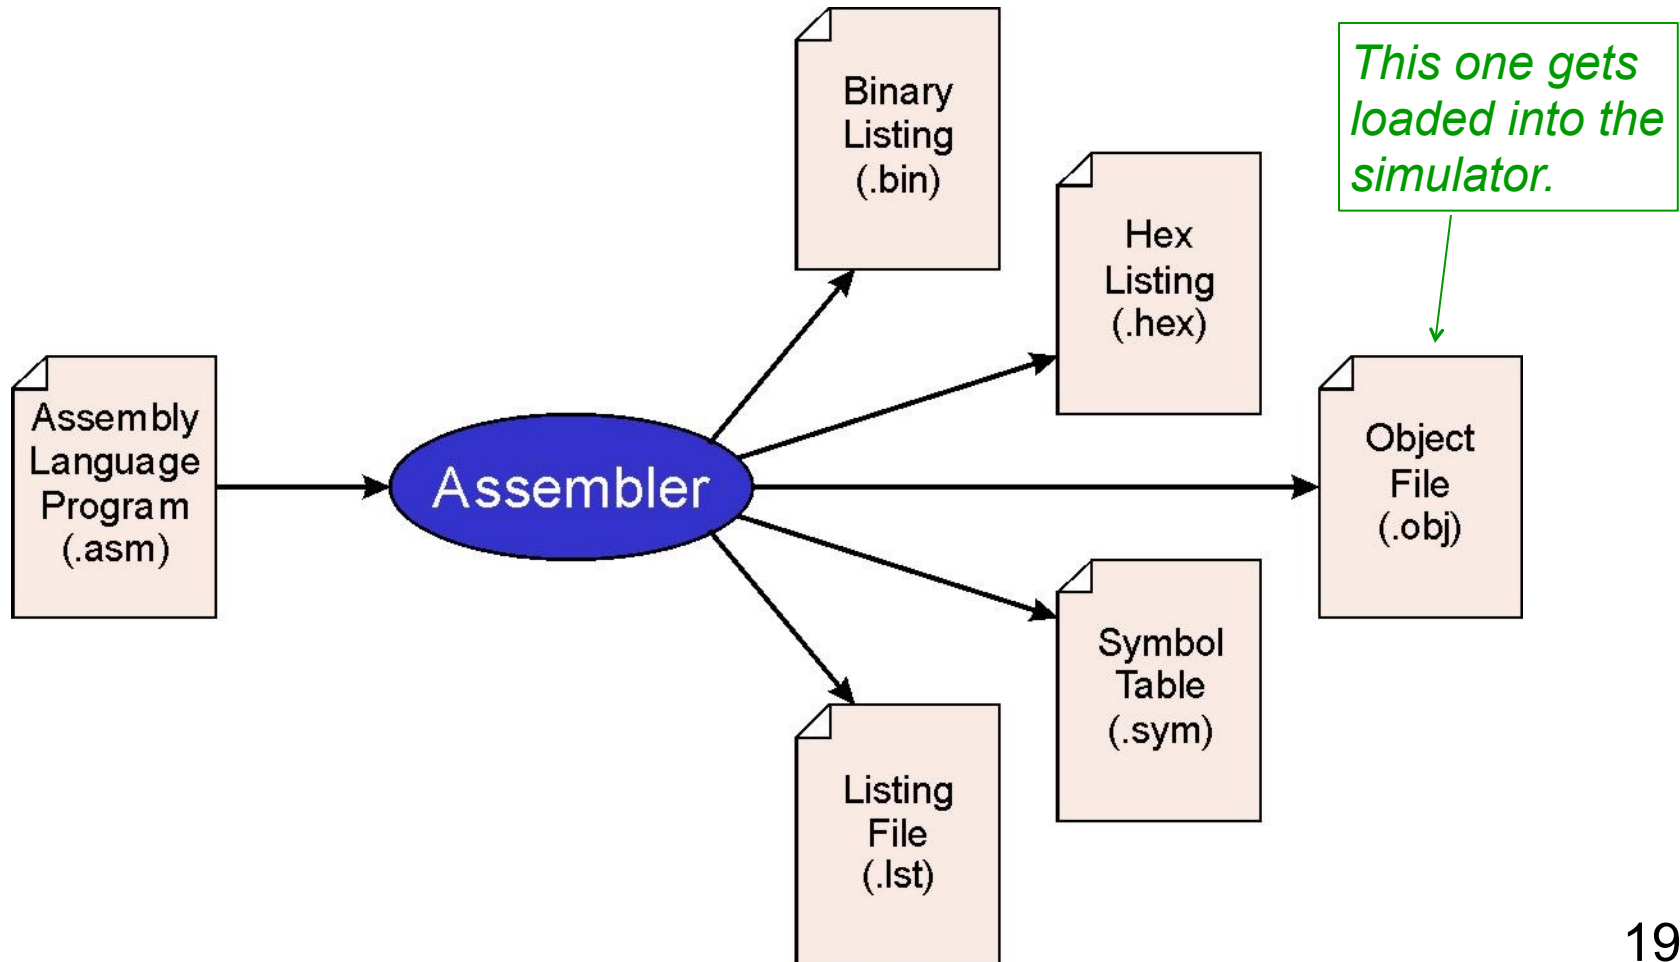 Binary
Listing
(.bin)
This one gets
loaded into the
simulator.
Hex
Listing
(.hex)
Assembly
Language
Program
(.asm)
Assembler
Object
File
(.obj)
Symbol
Table
(.sym)
Listing
File
(.lst)
19